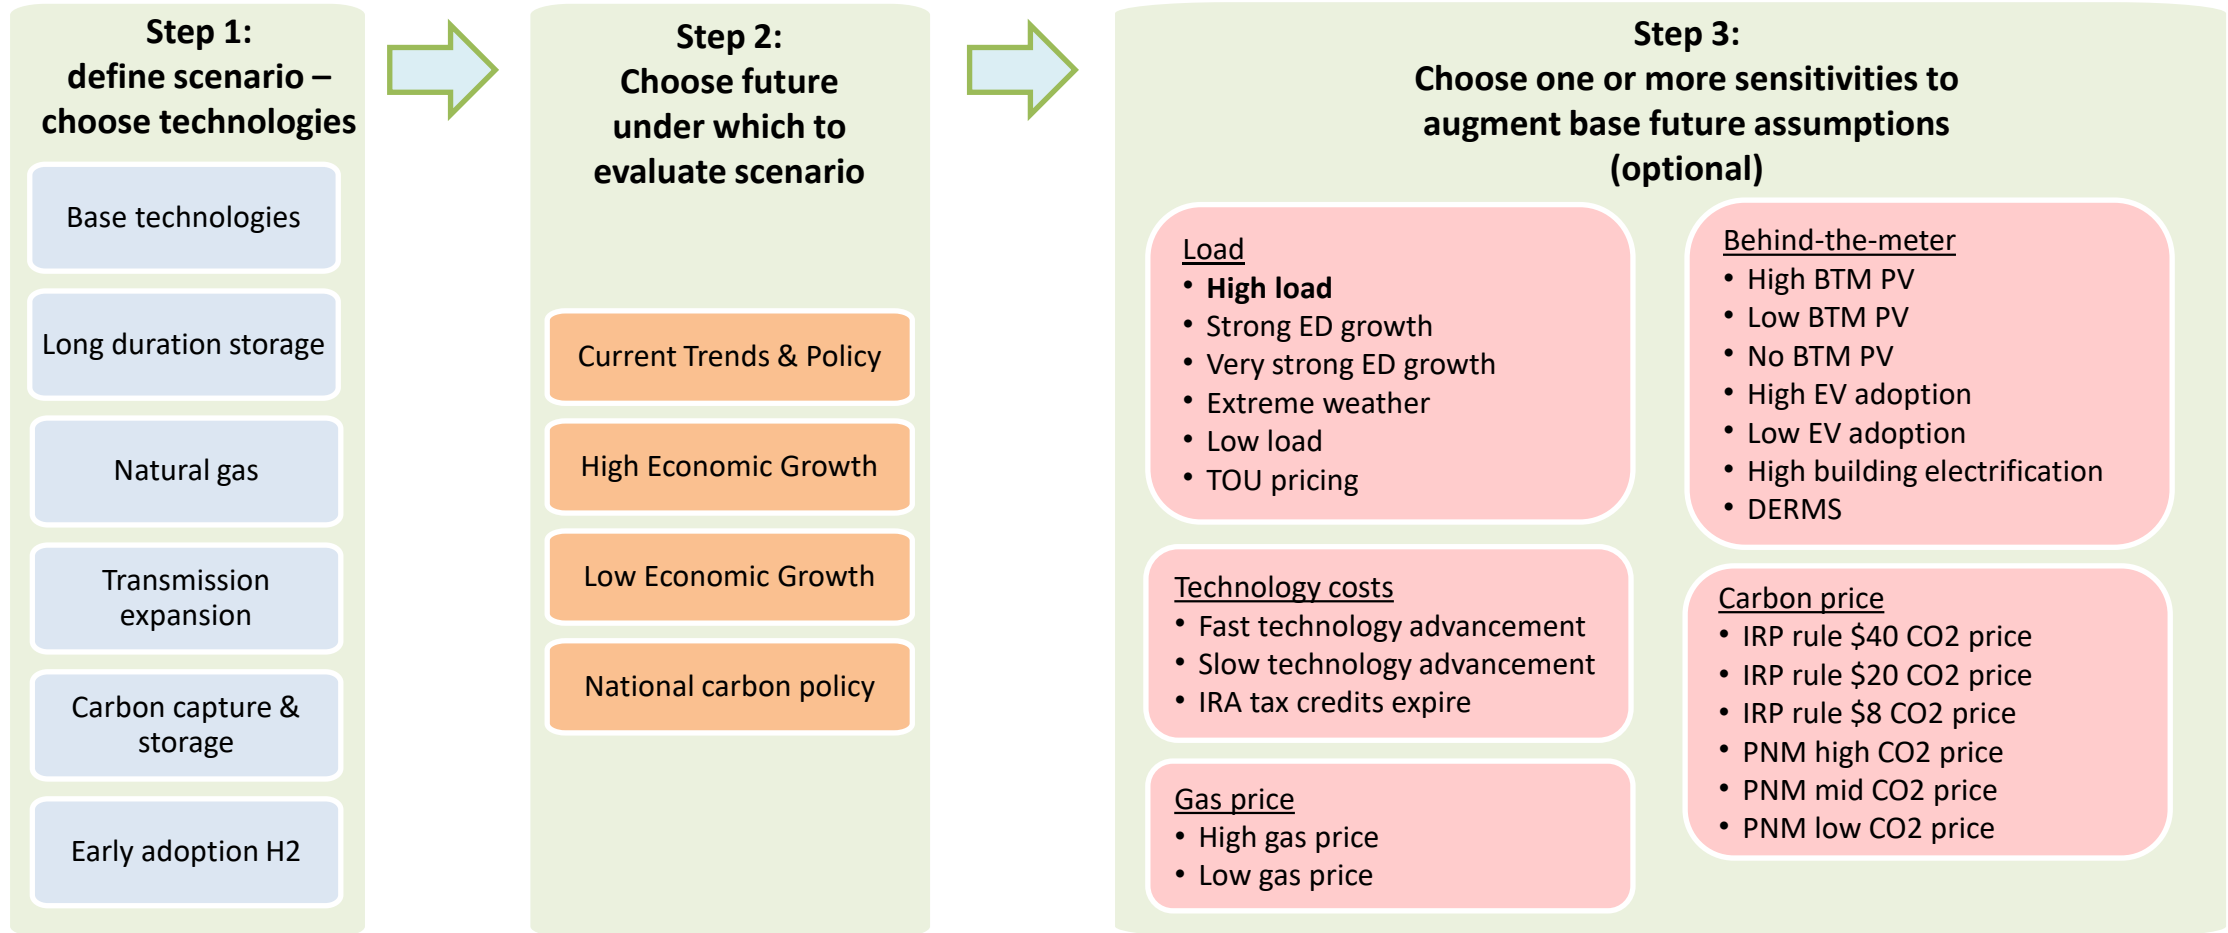 Step 1:
define scenario –
choose technologies
Base technologies
Long duration storage
Natural gas
Transmission
expansion
Carbon capture &
storage
Early adoption H2
Step 2:
Choose future
under which to
evaluate scenario
Current Trends & Policy
High Economic Growth
Low Economic Growth
National carbon policy
Step 3:
Choose one or more sensitivities to
augment base future assumptions
(optional)
Load
• High load
• Strong ED growth
• Very strong ED growth
• Extreme weather
• Low load
• TOU pricing
Technology costs
• Fast technology advancement
• Slow technology advancement
• IRA tax credits expire
Gas price
• High gas price
• Low gas price
Behind-the-meter
• High BTM PV
• Low BTM PV
• No BTM PV
• High EV adoption
• Low EV adoption
• High building electrification
• DERMS
Carbon price
• IRP rule $40 CO2 price
• IRP rule $20 CO2 price
• IRP rule $8 CO2 price
• PNM high CO2 price
• PNM mid CO2 price
• PNM low CO2 price